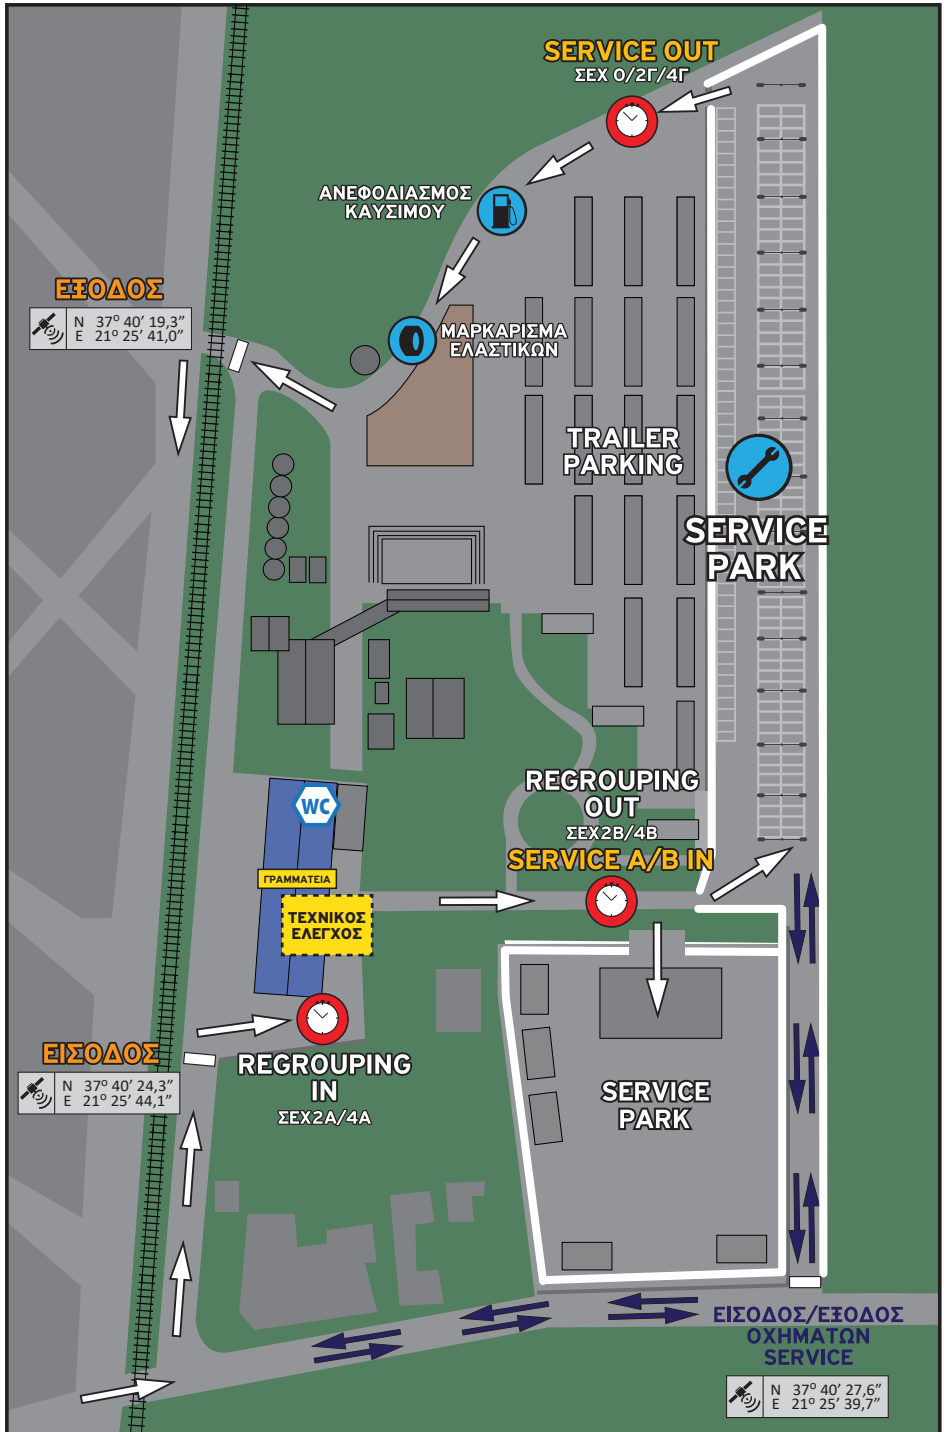 SERVICE OUT
ΣΕΧ 0/2Γ/4Γ
ΑΝΕΦΟΔΙΑΣΜΟΣ
ΚΑΥΣΙΜΟΥ
ΕΞΟΔΟΣ
N 37° 40’ 19,3”
E 21° 25’ 41,0”
ΜΑΡΚΑΡΙΣΜΑ
ΕΛΑΣΤΙΚΩΝ
TRAILER
PARKING
SERVICE
PARK
REGROUPING
OUT
ΣΕΧ2Β/4Β
SERVICE A/B IN
WC
ΓΡΑΜΜΑΤΕΙΑ
ΤΕΧΝΙΚΟΣ
ΕΛΕΓΧΟΣ
ΕΙΣΟΔΟΣ
N 37° 40’ 24,3”
E 21° 25’ 44,1”
REGROUPING
IN
ΣΕΧ2Α/4Α
SERVICE
PARK
ΕΙΣΟΔΟΣ/ΕΞΟΔΟΣ
ΟΧΗΜΑΤΩΝ
SERVICE
N 37° 40’ 27,6”
E 21° 25’ 39,7”